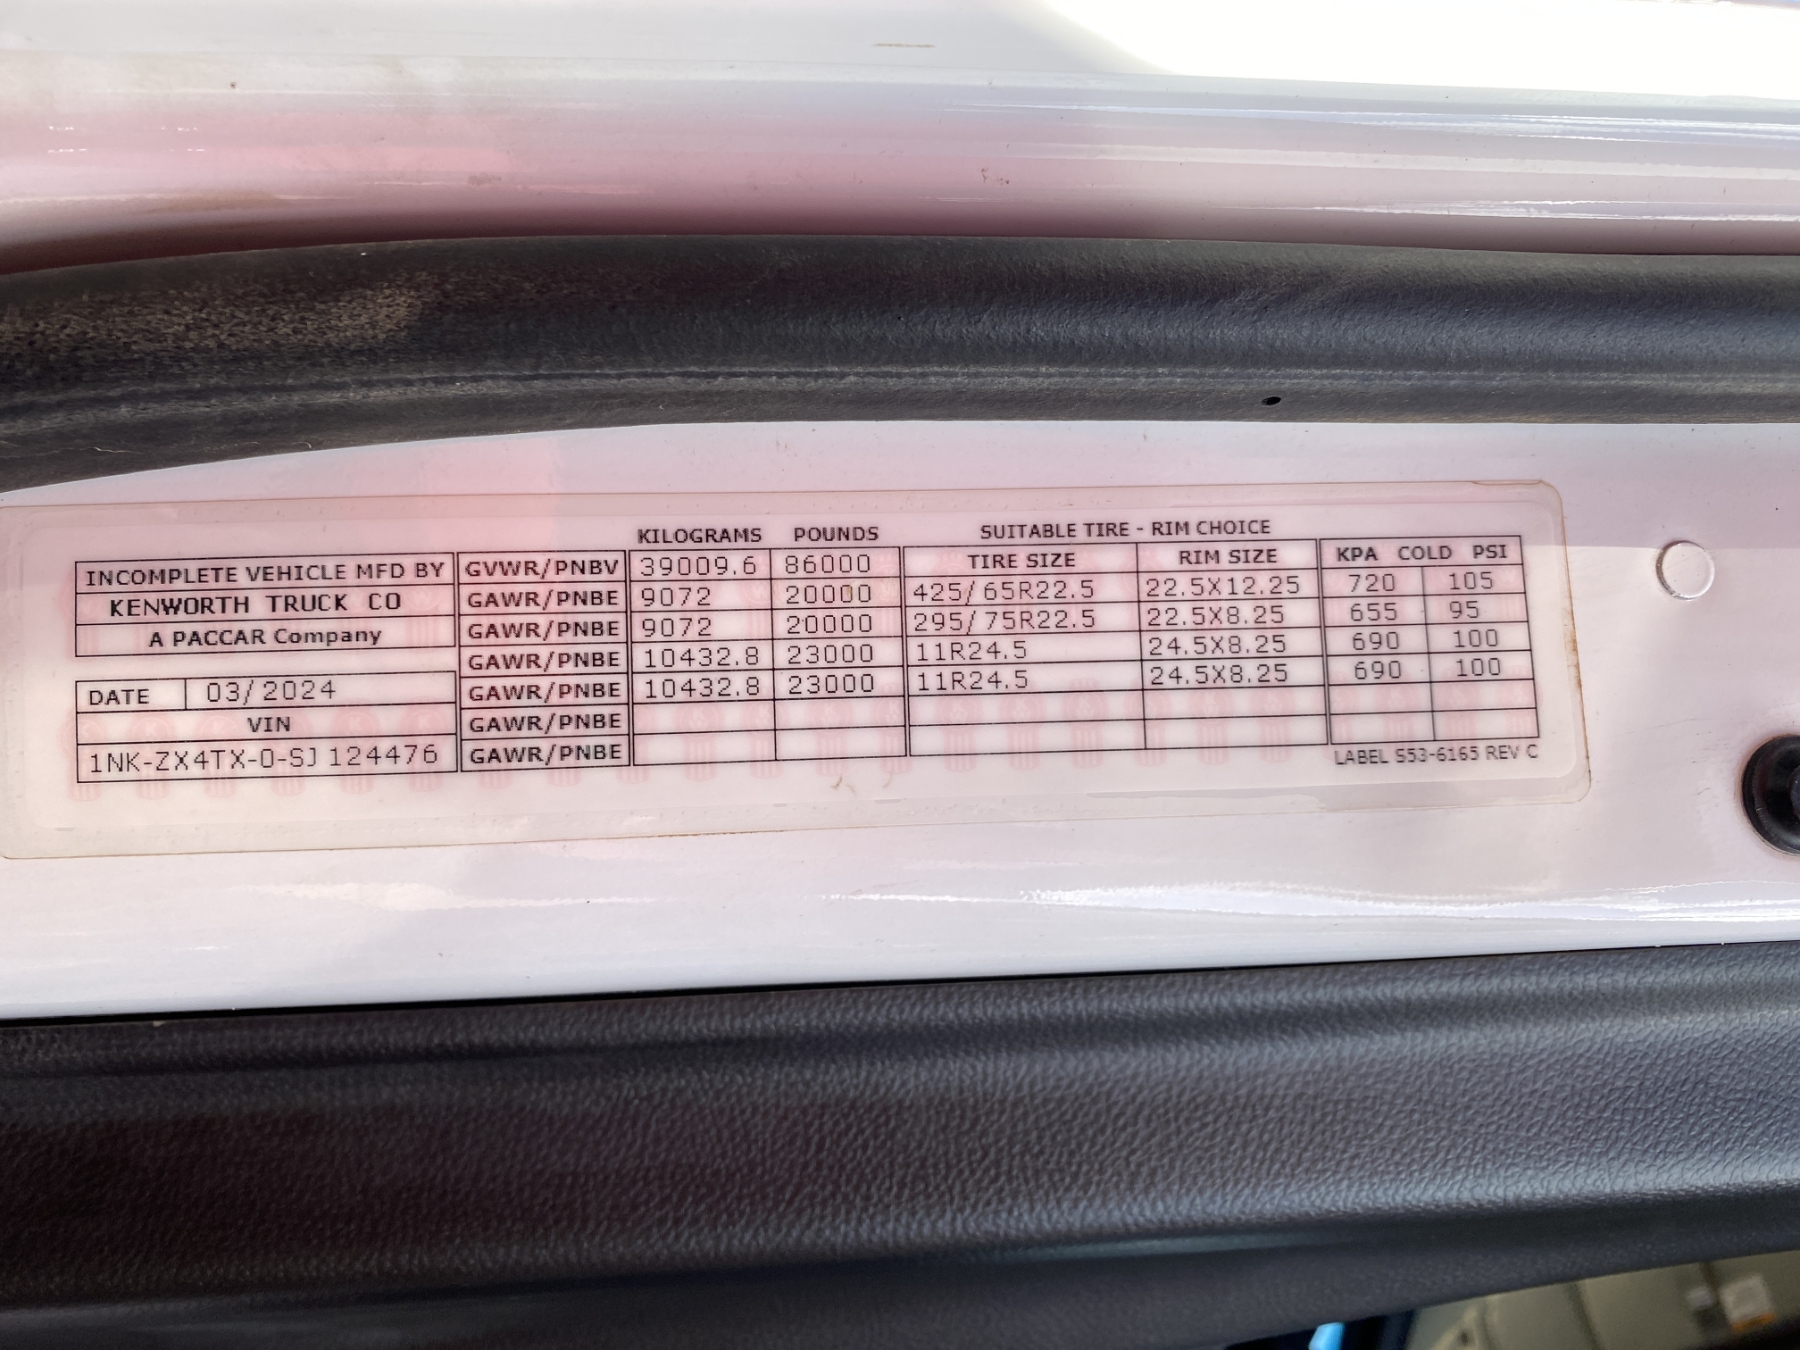 KILOGRAMS POUNDS SUITABLE TIRE - RIM CHOICE
INCOMPLETE VEHICLE MFD BY GVWR/PNBV 39009.6 86000 TIRE SIZE RIM SIZE KPA COLD PSI
KENWORTH TRUCK CO GAWR/PNBE 9072 20000 425/65R22.5 22.5X12.25 720 105
A PACCAR Company GAWR/PNBE 9072 20000 295/75R22.5 22.5X8.25 655 95
GAWR/PNBE 10432.8 23000 11R24.5 24.5X8.25 690 100
DATE 03/2024 GAWR/PNBE 10432.8 23000 11R24.5 24.5X8.25 690 100
VIN GAWR/PNBE
1NK-ZX4TX-0-SJ 124476 GAWR/PNBE
LABEL S53-6165 REV C